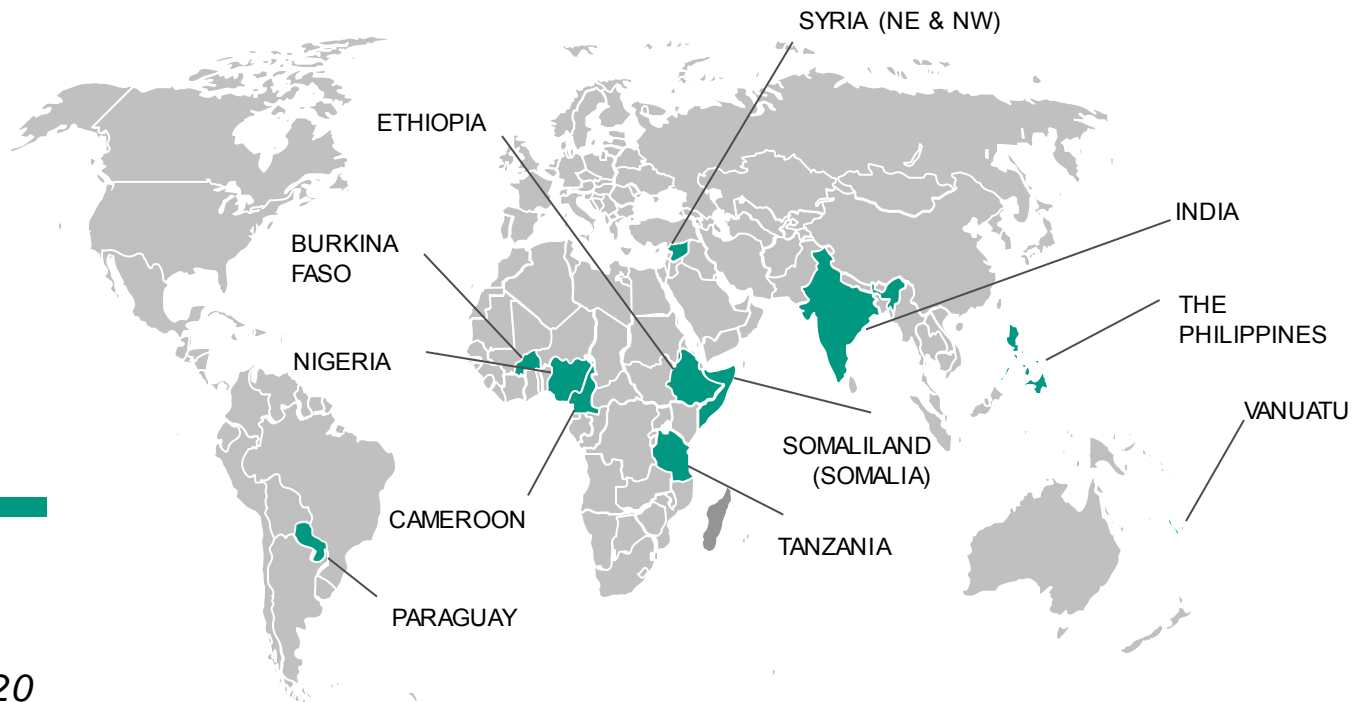 SYRIA (NE & NW)
ETHIOPIA
INDIA
BURKINA
FASO
THE
PHILIPPINES
NIGERIA
VANUATU
SOMALILAND
(SOMALIA)
CAMEROON
TANZANIA
PARAGUAY
20